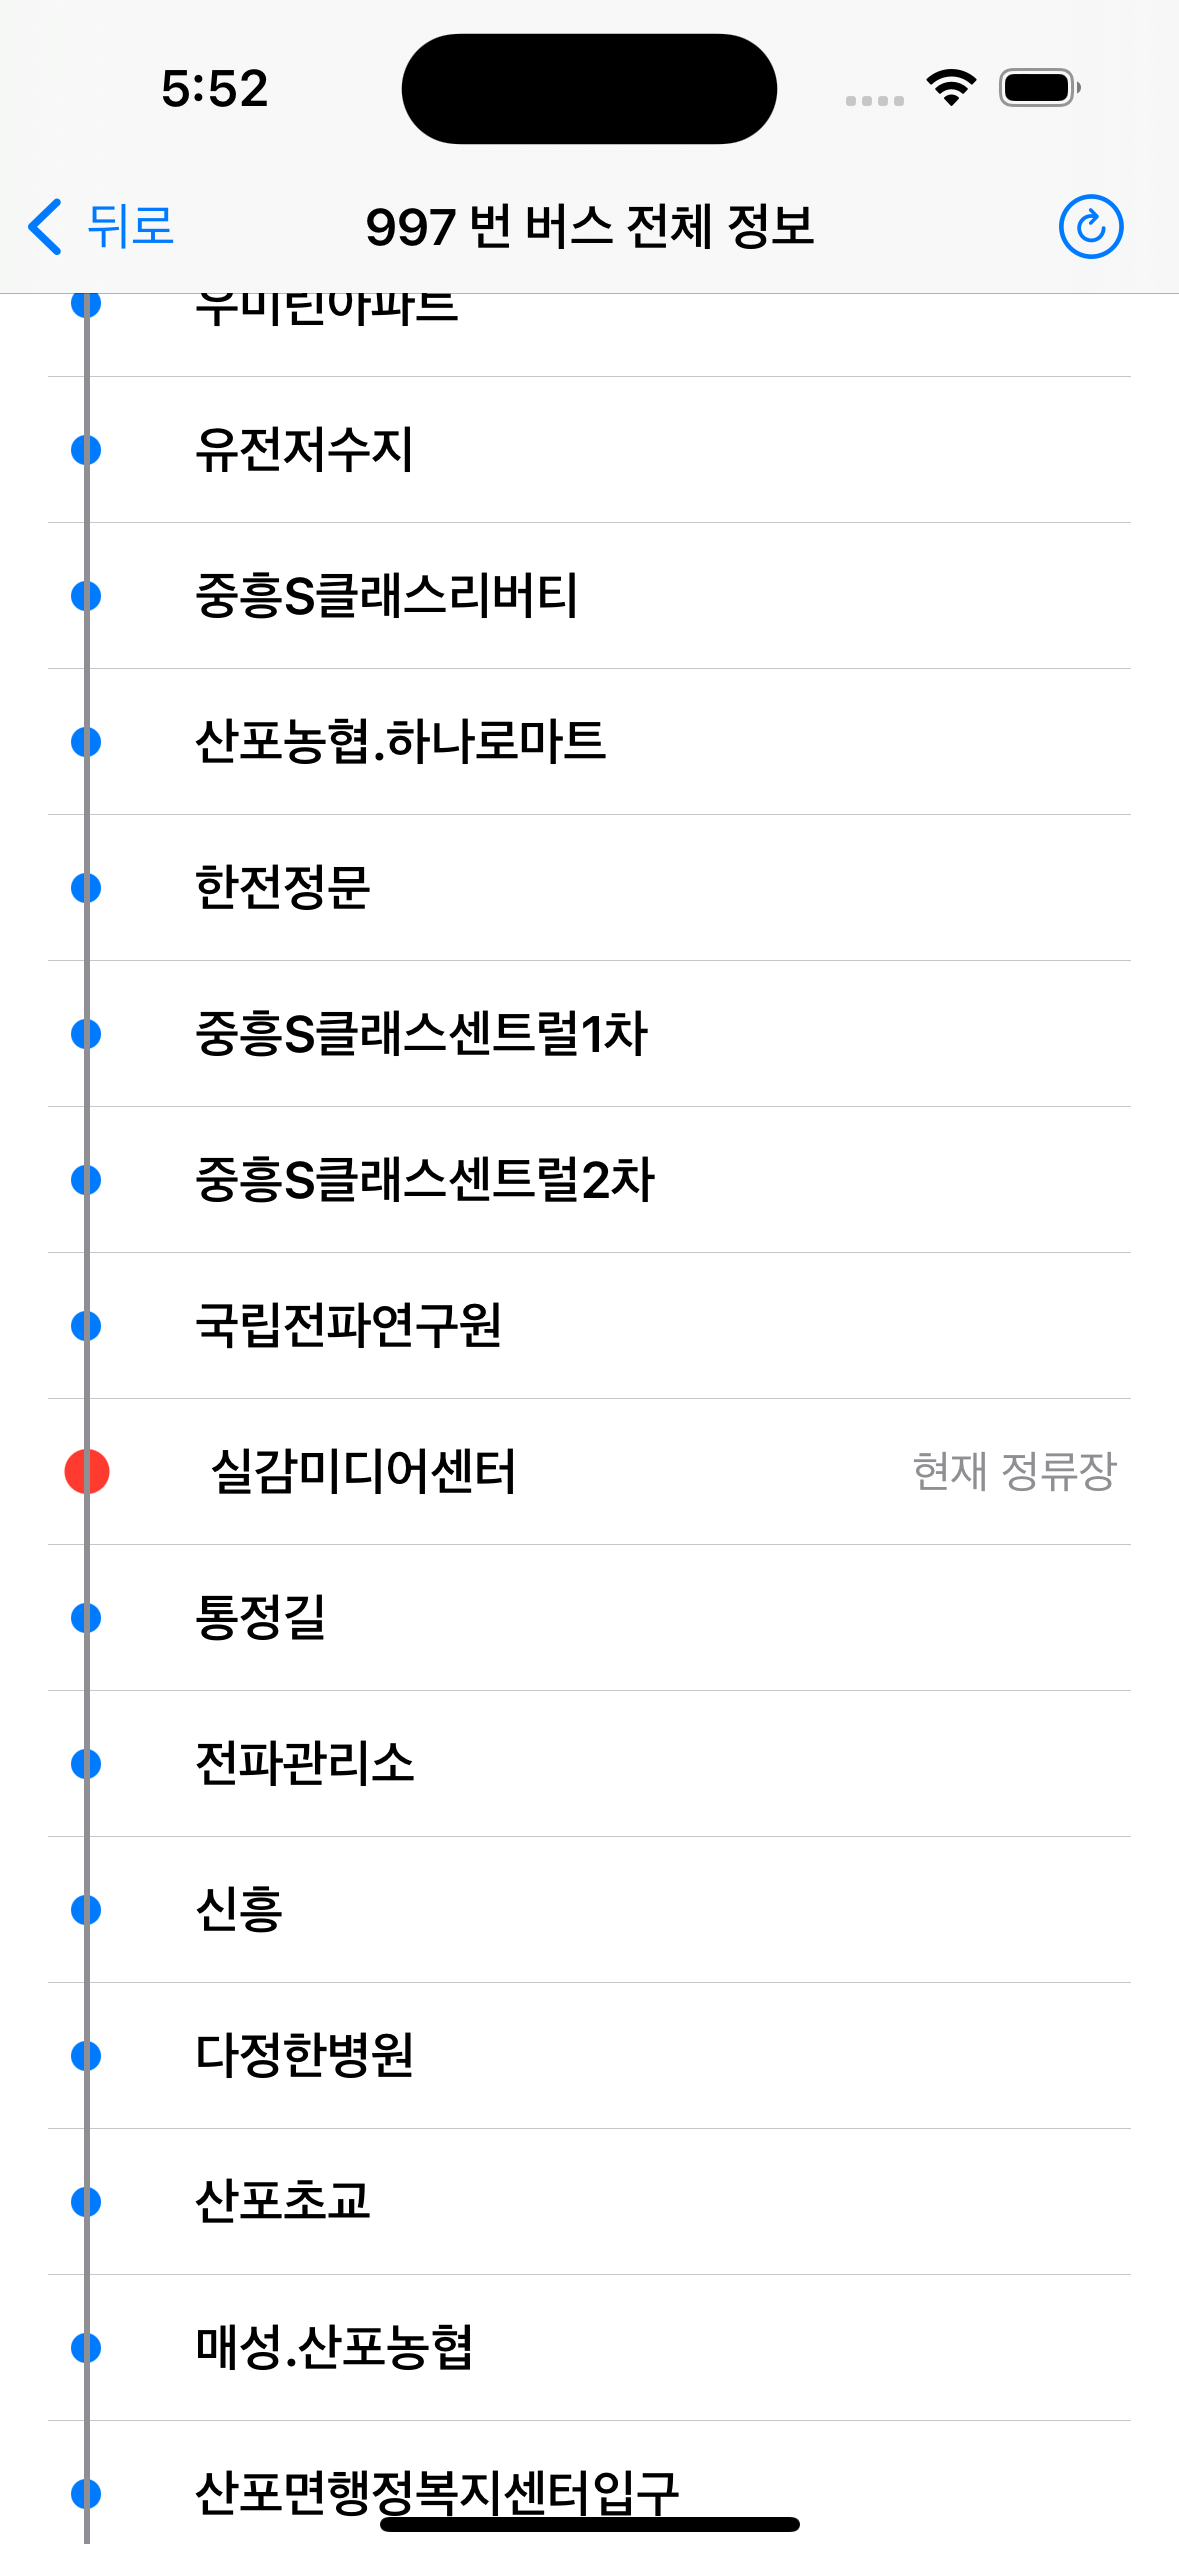 5:52
뒤로
997 번 버스 전체 정보
우미린아파트
유전저수지
중흥S클래스리버티
산포농협.하나로마트
한전정문
중흥S클래스센트럴1차
중흥S클래스센트럴2차
국립전파연구원
실감미디어센터 현재 정류장
통정길
전파관리소
신흥
다정한병원
산포초교
매성.산포농협
산포면행정복지센터입구